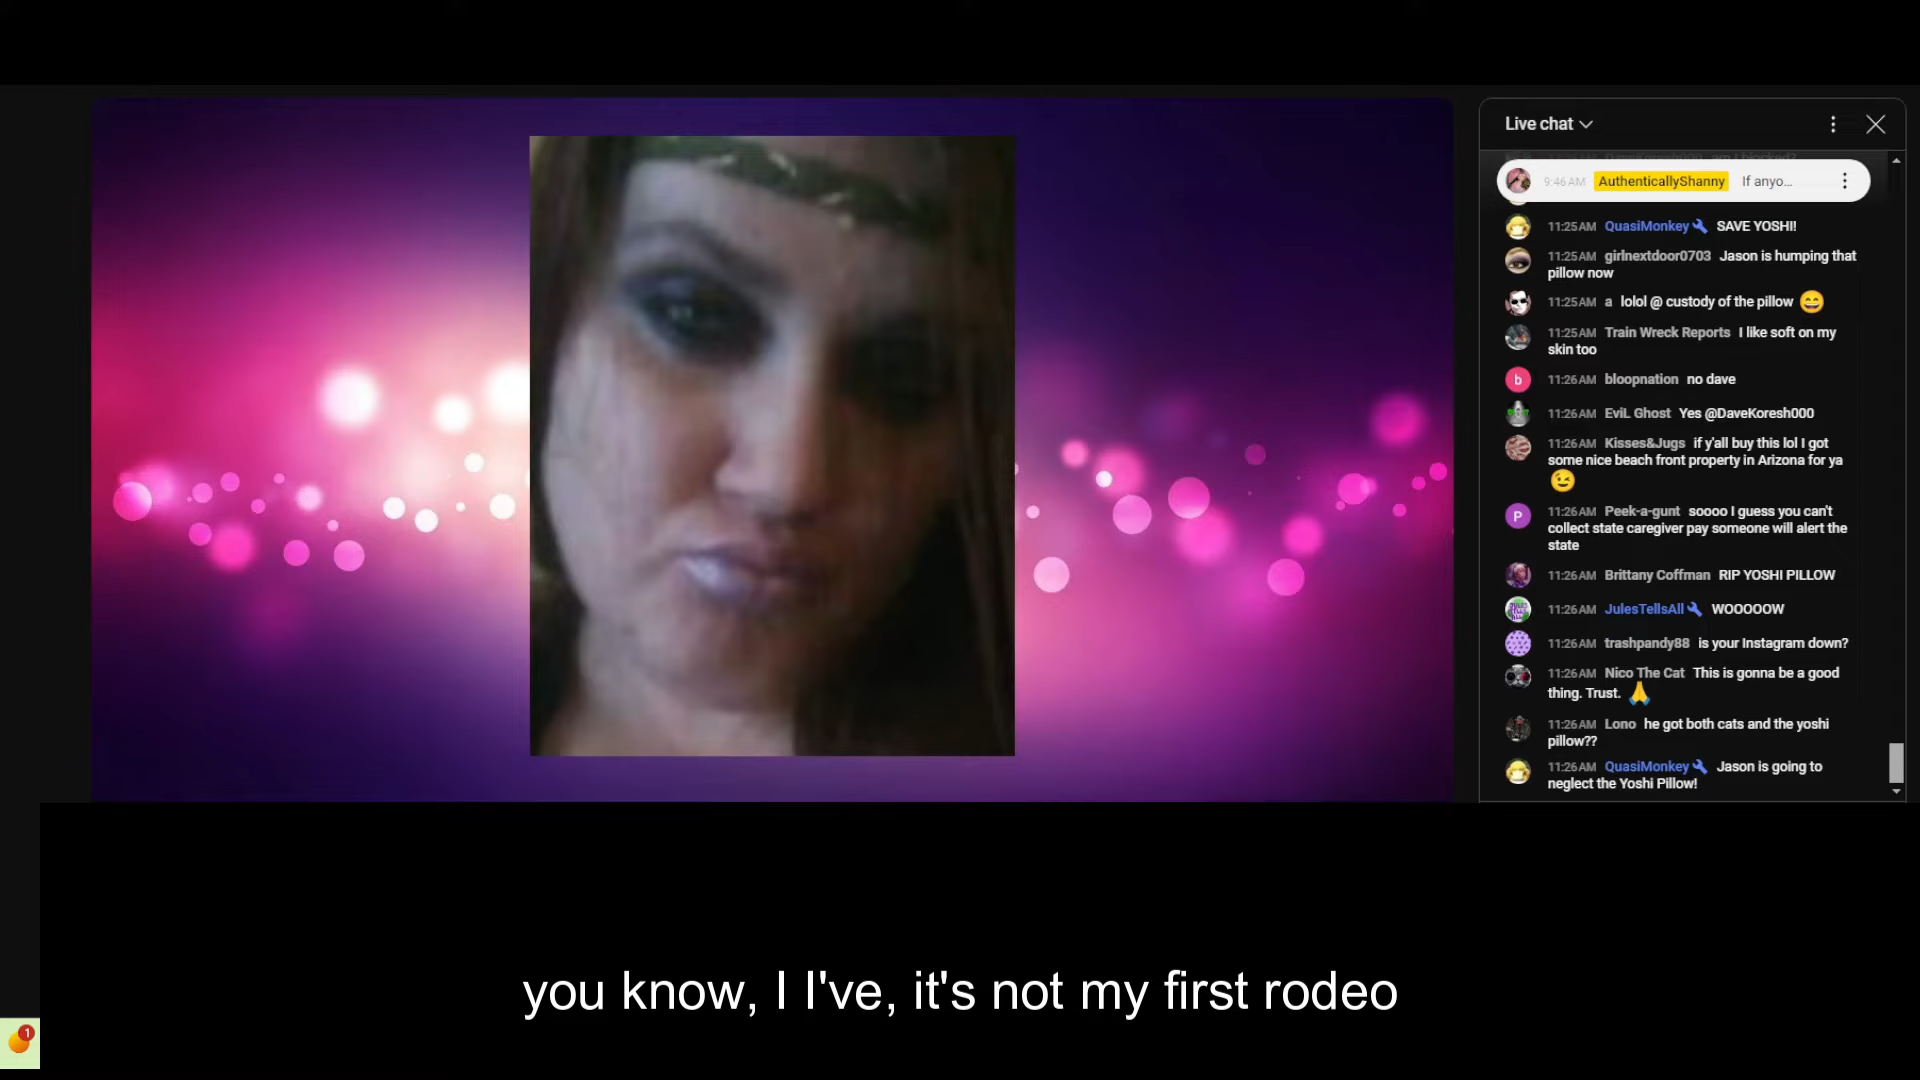 Live chat
9:46 AM AuthenticallyShanny If anyo...
11:25 AM QuasiMonkey SAVE YOSHI!
11:25 AM girlnextdoor0703 Jason is humping that
pillow now
11:25 AM a lolol @ custody of the pillow 😄
11:25 AM Train Wreck Reports I like soft on my
skin too
b
11:26 AM bloopnation no dave
11:26 AM EviL Ghost Yes @DaveKoresh000
11:26 AM Kisses&Jugs if y'all buy this lol I got
some nice beach front property in Arizona for ya
😉
P
11:26 AM Peek-a-gunt soooo I guess you can't
collect state caregiver pay someone will alert the
state
11:26 AM Brittany Coffman RIP YOSHI PILLOW
11:26 AM JulesTellsAll WOOOOOW
11:26 AM trashpandy88 is your Instagram down?
11:26 AM Nico The Cat This is gonna be a good
thing. Trust. 🙏
11:26 AM Lono he got both cats and the yoshi
pillow??
11:26 AM QuasiMonkey Jason is going to
neglect the Yoshi Pillow!
you know, I I've, it's not my first rodeo
1